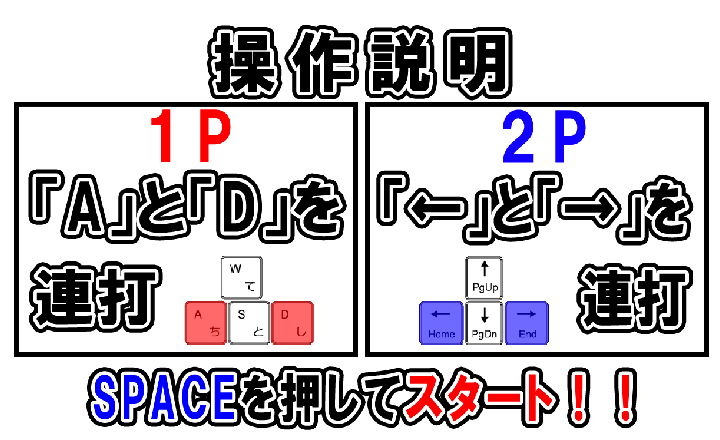 操作説明
1P
「A」と「D」を
連打
W
て
A
ち
S
と
D
し
2P
「←」と「→」を
連打
↑
PgUp
←
Home
↓
PgDn
→
End
SPACEを押してスタート！！